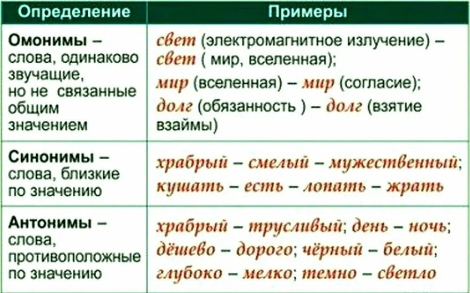 Определение
Примеры
Омонимы –
слова, одинаково
звучащие,
но не связанные
общим
значением
свет (электромагнитное излучение) –
свет ( мир, вселенная);
мир (вселенная) – мир (согласие);
долг (обязанность ) – долг (взятие
взаймы)
Синонимы –
слова, близкие
по значению
храбрый – смелый – мужественный;
кушать – есть – лопать – жрать
Антонимы –
слова,
противоположные
по значению
храбрый – трусливый; день – ночь;
дёшево – дорого; чёрный – белый;
глубоко – мелко; темно – светло